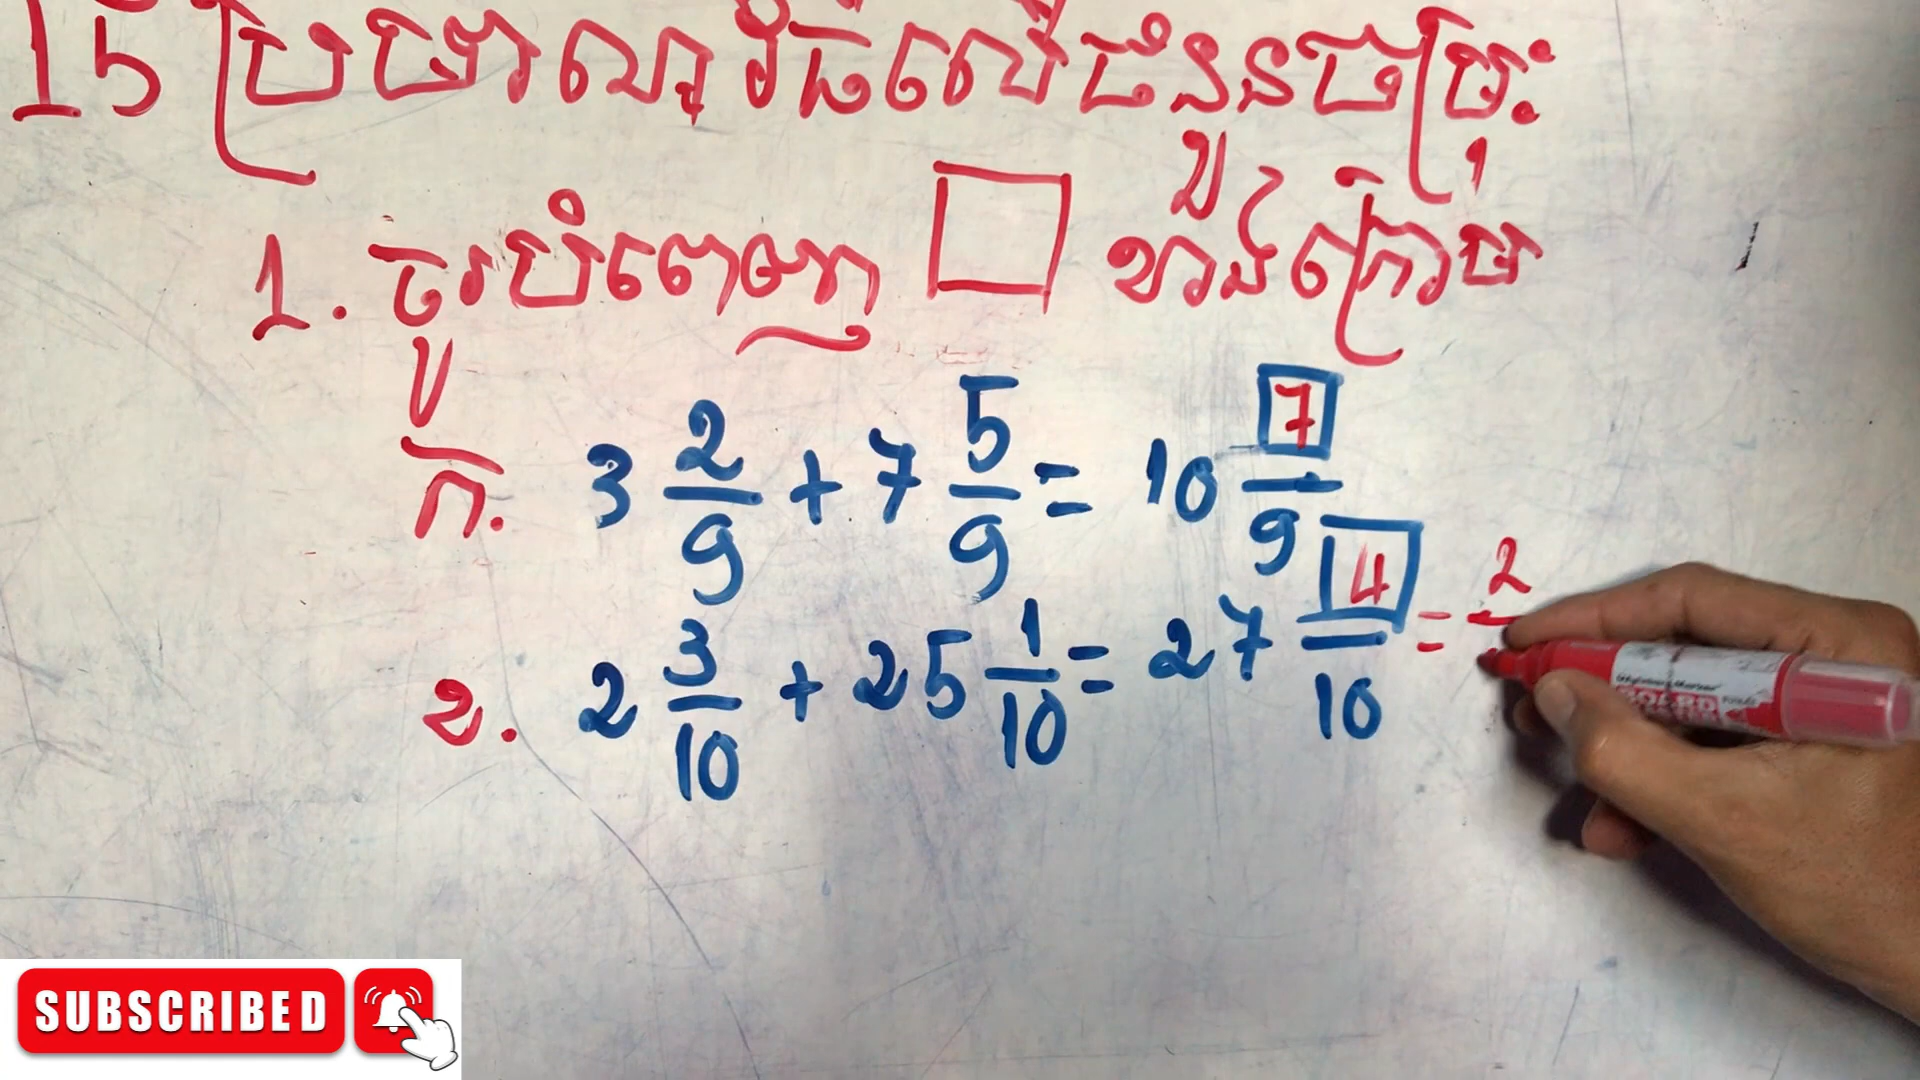 15 ប្រមាណវិធីលើចំនួនចម្រុះ
1. ចូរបំពេញ □ ខាងក្រោម
ក. 3 2/9 + 7 5/9 = 10 7/9
ខ. 2 3/10 + 25 1/10 = 27 4/10 = 2
SUBSCRIBED